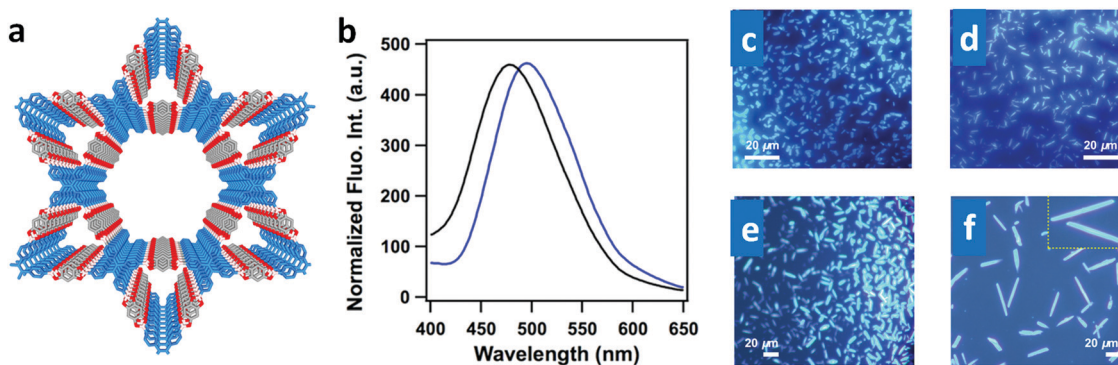 a
b
Normalized Fluo. Int. (a.u.)
500
400
300
200
100
0
400 450 500 550 600 650
Wavelength (nm)
c
20 µm
d
20 µm
e
20 µm
f
20 µm